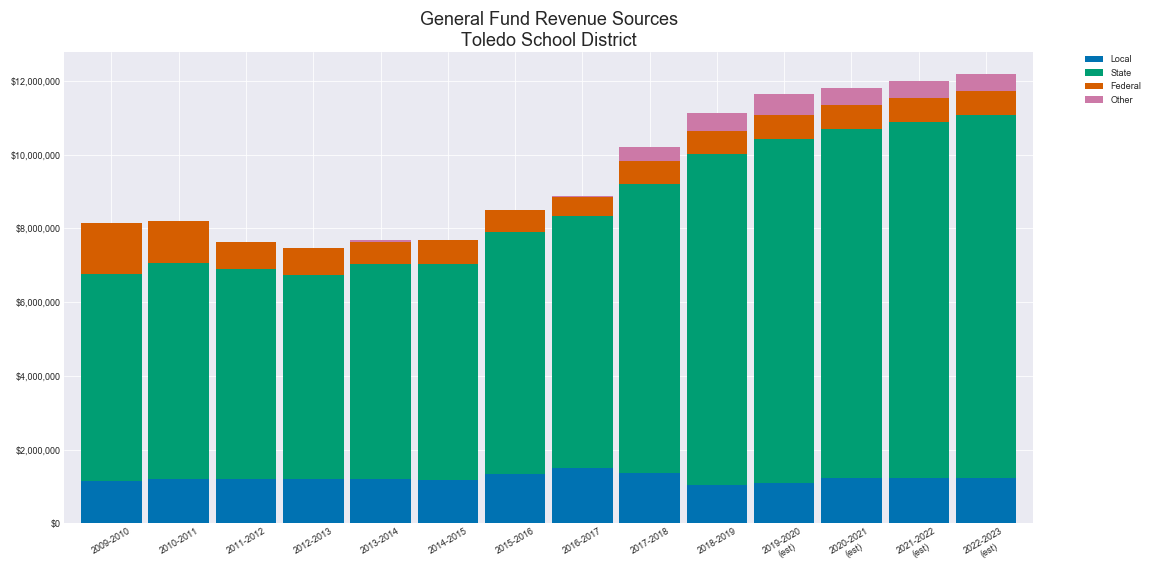 General Fund Revenue Sources
Toledo School District
Local
State
Federal
Other
$12,000,000
$10,000,000
$8,000,000
$6,000,000
$4,000,000
$2,000,000
$0
2009-2010
2010-2011
2011-2012
2012-2013
2013-2014
2014-2015
2015-2016
2016-2017
2017-2018
2018-2019
2019-2020
(est)
2020-2021
(est)
2021-2022
(est)
2022-2023
(est)